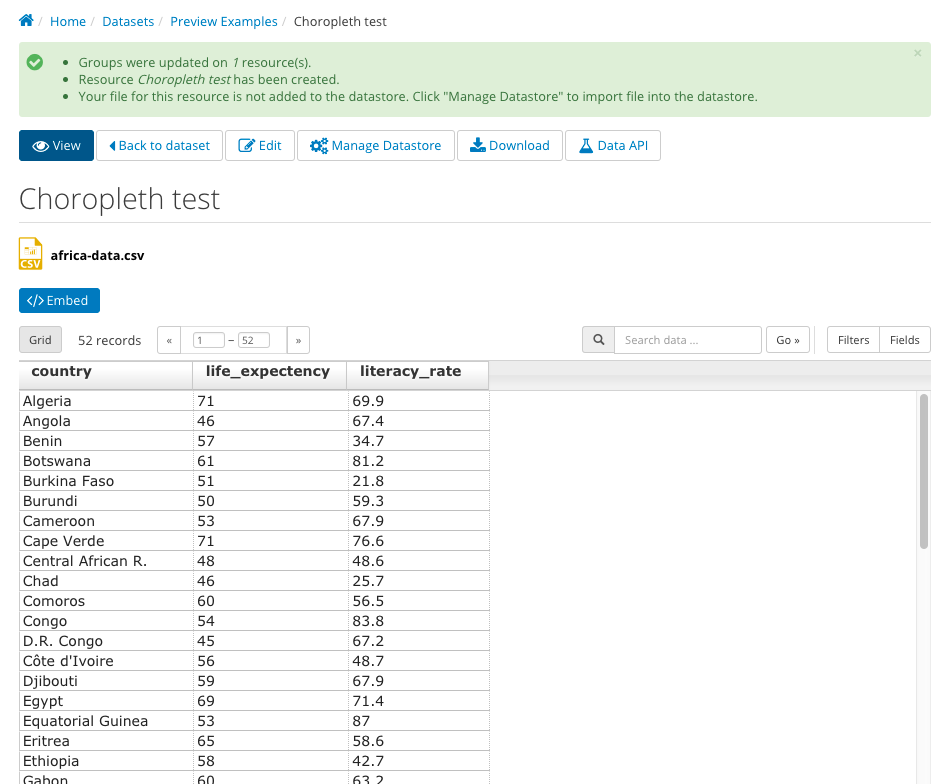 / Home / Datasets / Preview Examples / Choropleth test
×
• Groups were updated on 1 resource(s).
• Resource Choropleth test has been created.
• Your file for this resource is not added to the datastore. Click "Manage Datastore" to import file into the datastore.
View Back to dataset Edit Manage Datastore Download Data API
Choropleth test
CSV africa-data.csv
</> Embed
Grid 52 records « 1 – 52 » Search data ... Go » Filters Fields
country life_expectency literacy_rate
Algeria 71 69.9
Angola 46 67.4
Benin 57 34.7
Botswana 61 81.2
Burkina Faso 51 21.8
Burundi 50 59.3
Cameroon 53 67.9
Cape Verde 71 76.6
Central African R. 48 48.6
Chad 46 25.7
Comoros 60 56.5
Congo 54 83.8
D.R. Congo 45 67.2
Côte d'Ivoire 56 48.7
Djibouti 59 67.9
Egypt 69 71.4
Equatorial Guinea 53 87
Eritrea 65 58.6
Ethiopia 58 42.7
Gabon 60 63.2